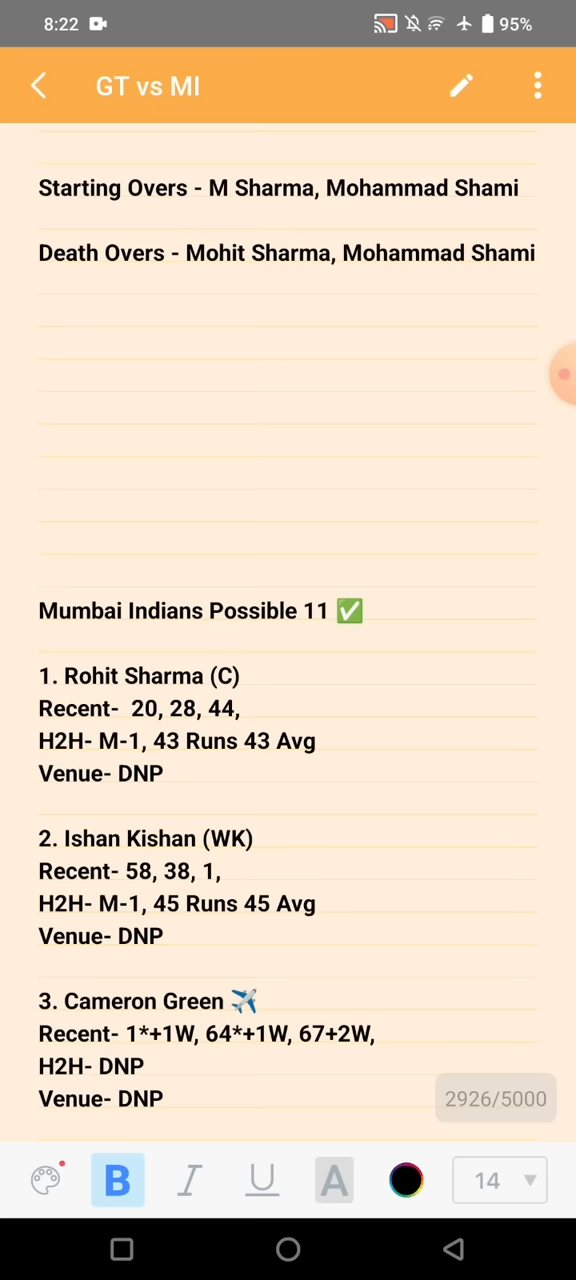 8:22
95%
GT vs MI
Starting Overs - M Sharma, Mohammad Shami
Death Overs - Mohit Sharma, Mohammad Shami
Mumbai Indians Possible 11 ✅
1. Rohit Sharma (C)
Recent-  20, 28, 44,
H2H- M-1, 43 Runs 43 Avg
Venue- DNP
2. Ishan Kishan (WK)
Recent- 58, 38, 1,
H2H- M-1, 45 Runs 45 Avg
Venue- DNP
3. Cameron Green ✈️
Recent- 1*+1W, 64*+1W, 67+2W,
H2H- DNP
Venue- DNP
2926/5000
B I U A 14